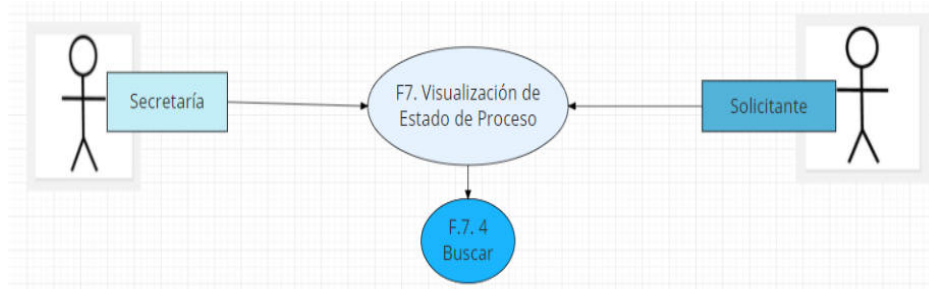 Secretaría
F7. Visualización de
Estado de Proceso
Solicitante
F.7. 4
Buscar